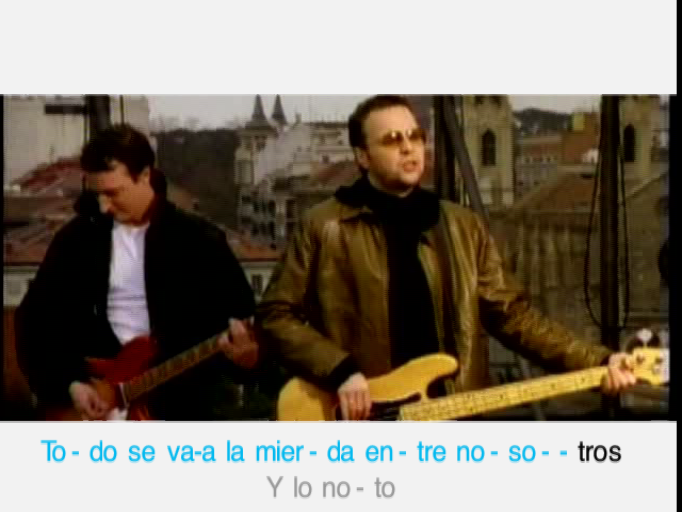 To - do se va-a la mier - da en - tre no - so - - tros
Y lo no - to